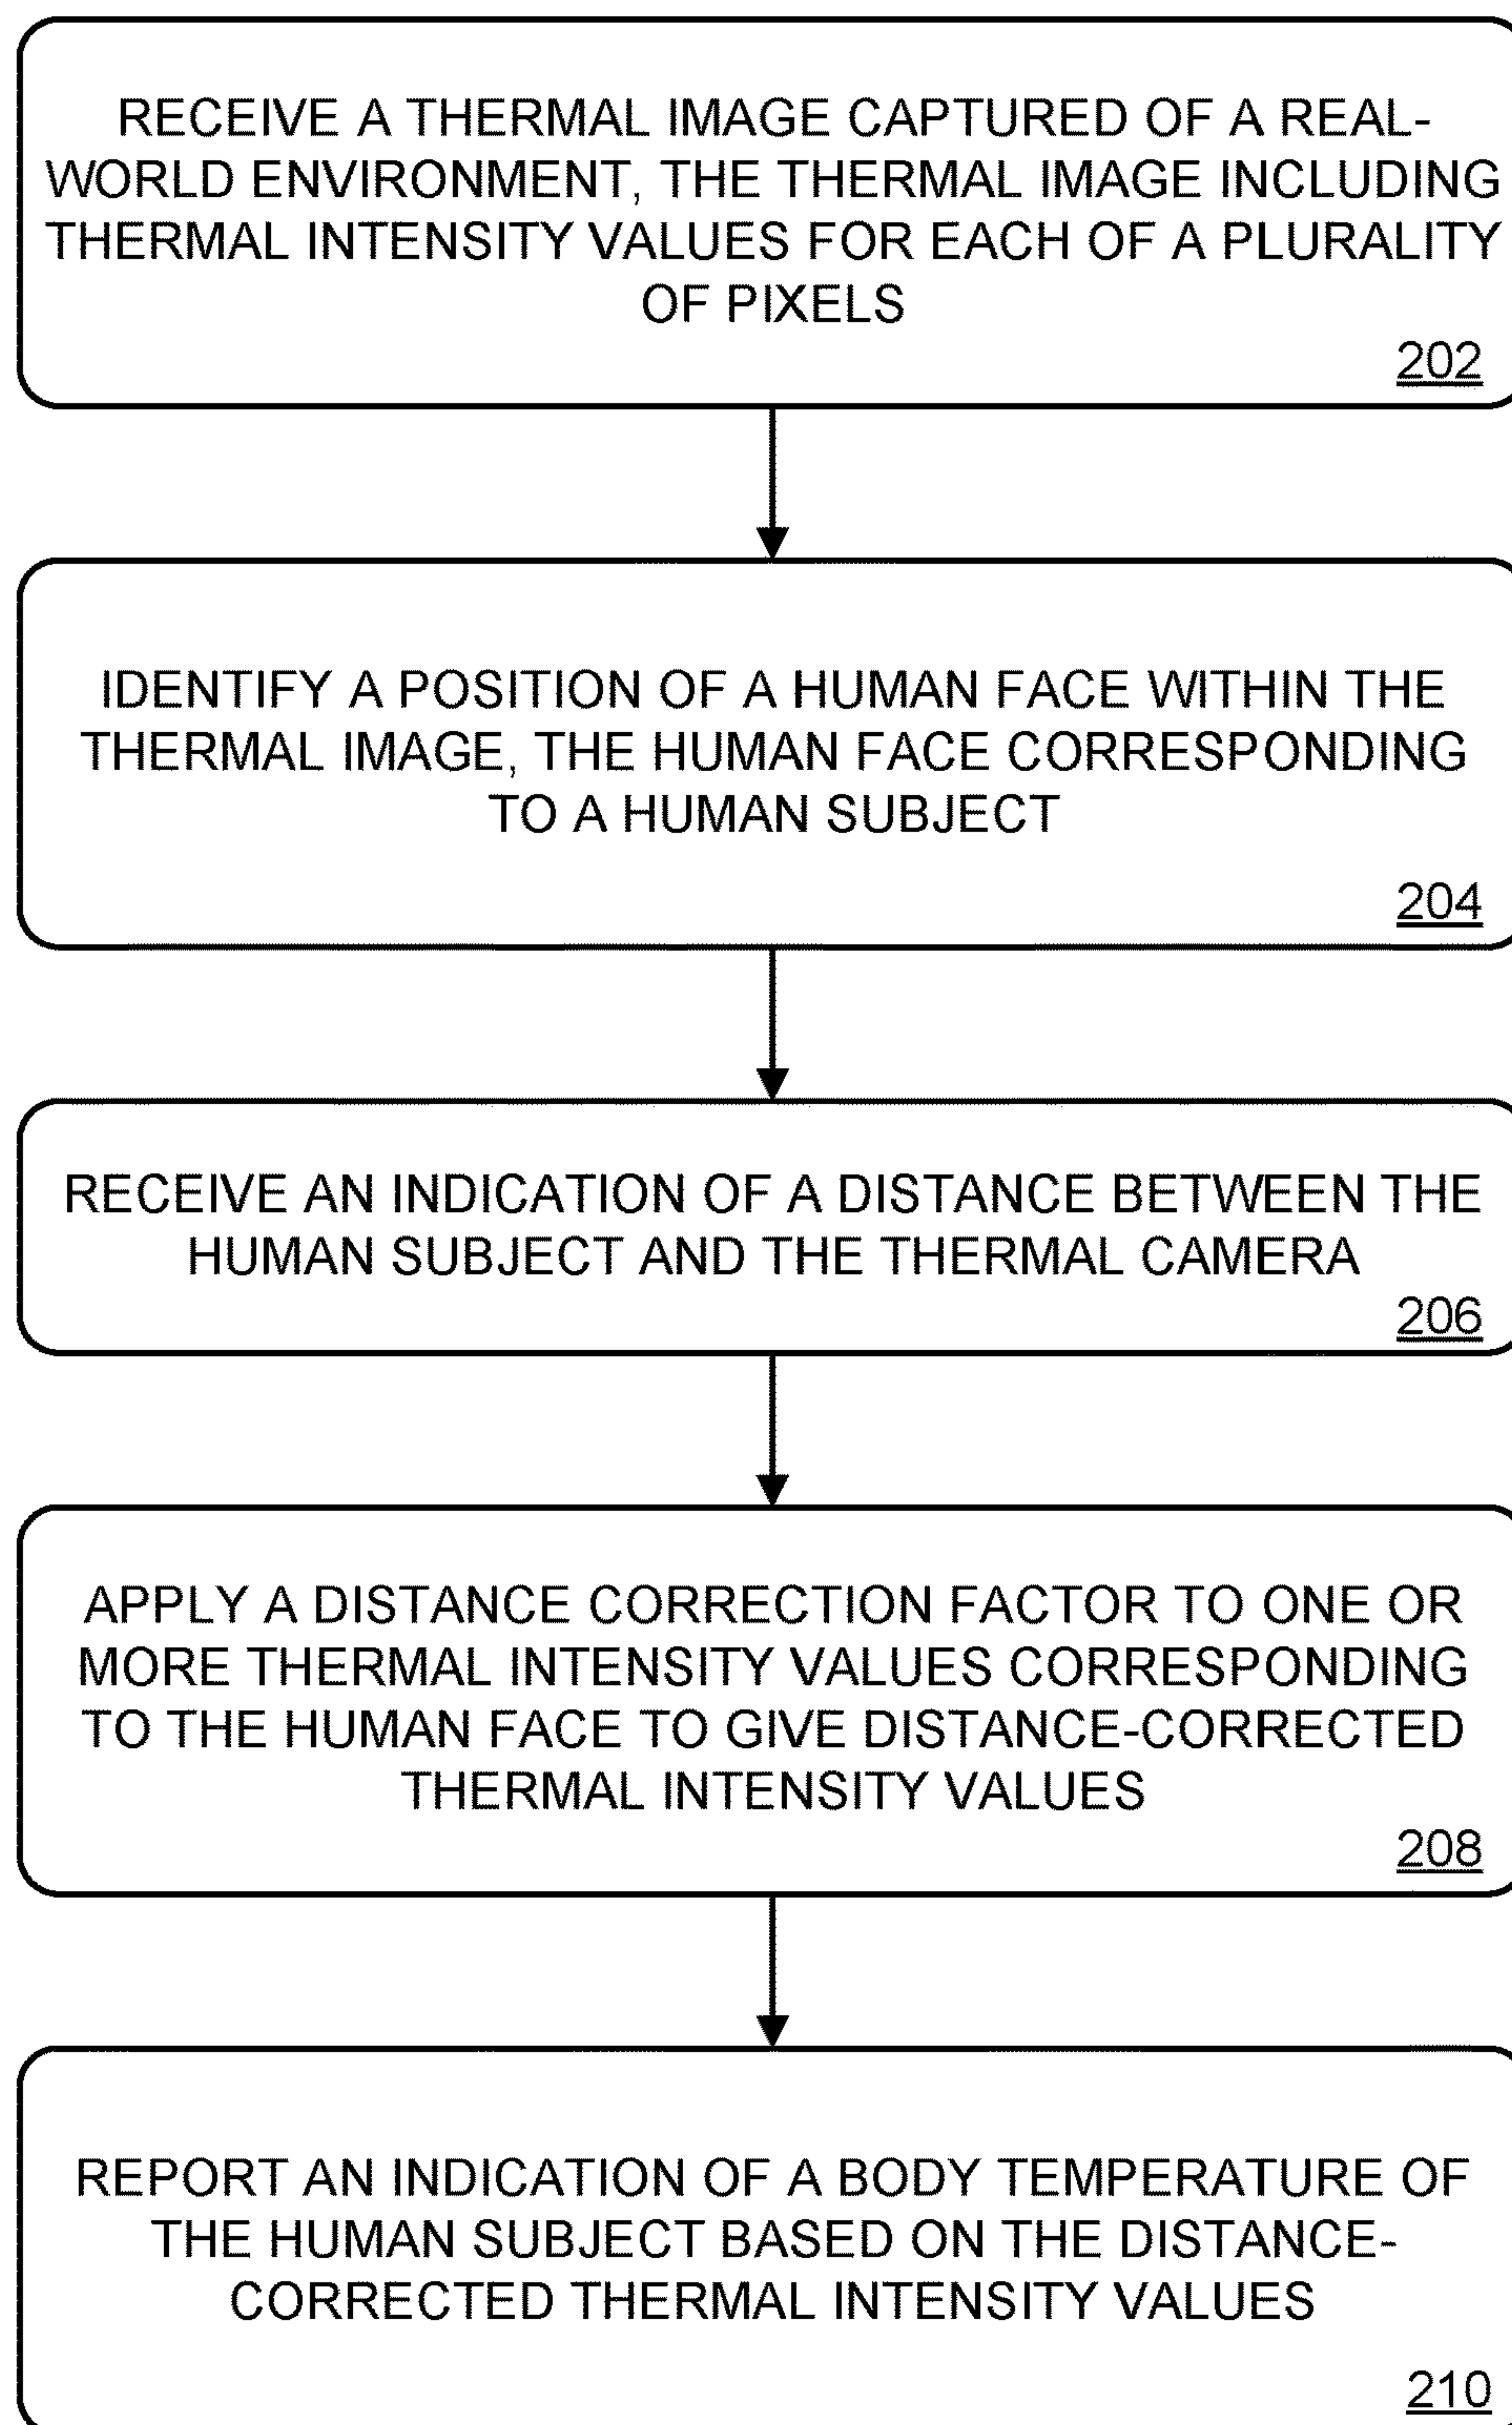 RECEIVE A THERMAL IMAGE CAPTURED OF A REAL-
WORLD ENVIRONMENT, THE THERMAL IMAGE INCLUDING
THERMAL INTENSITY VALUES FOR EACH OF A PLURALITY
OF PIXELS
202
IDENTIFY A POSITION OF A HUMAN FACE WITHIN THE
THERMAL IMAGE, THE HUMAN FACE CORRESPONDING
TO A HUMAN SUBJECT
204
RECEIVE AN INDICATION OF A DISTANCE BETWEEN THE
HUMAN SUBJECT AND THE THERMAL CAMERA
206
APPLY A DISTANCE CORRECTION FACTOR TO ONE OR
MORE THERMAL INTENSITY VALUES CORRESPONDING
TO THE HUMAN FACE TO GIVE DISTANCE-CORRECTED
THERMAL INTENSITY VALUES
208
REPORT AN INDICATION OF A BODY TEMPERATURE OF
THE HUMAN SUBJECT BASED ON THE DISTANCE-
CORRECTED THERMAL INTENSITY VALUES
210